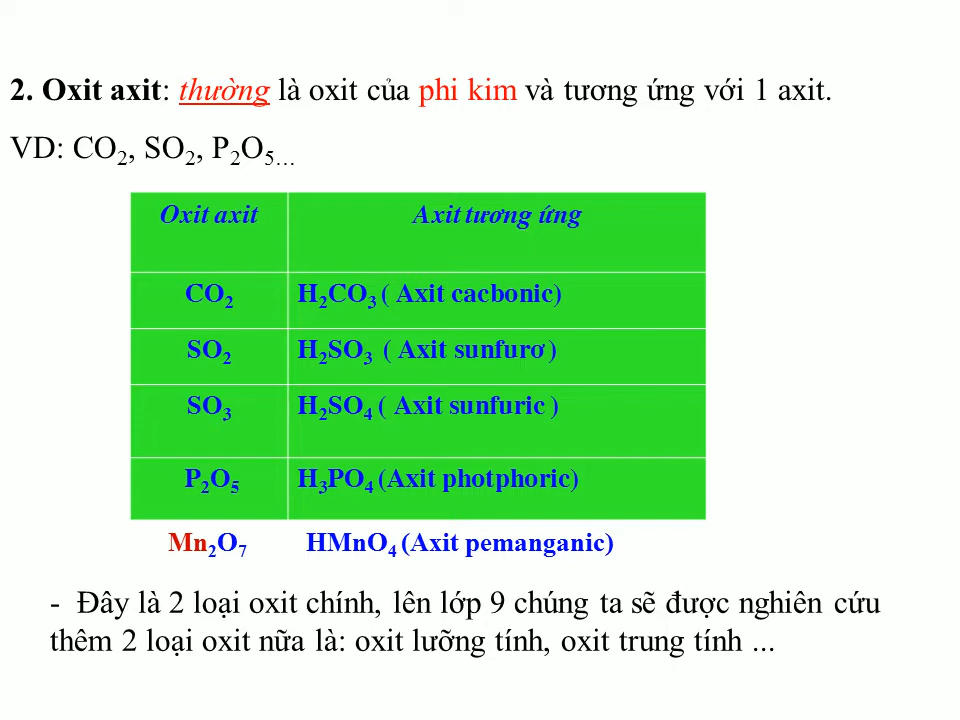 2. Oxit axit: thường là oxit của phi kim và tương ứng với 1 axit.
VD: CO₂, SO₂, P₂O₅...
Oxit axit Axit tương ứng
CO₂ H₂CO₃ ( Axit cacbonic)
SO₂ H₂SO₃ ( Axit sunfurơ )
SO₃ H₂SO₄ ( Axit sunfuric )
P₂O₅ H₃PO₄ (Axit photphoric)
Mn₂O₇ HMnO₄ (Axit pemanganic)
- Đây là 2 loại oxit chính, lên lớp 9 chúng ta sẽ được nghiên cứu
thêm 2 loại oxit nữa là: oxit lưỡng tính, oxit trung tính ...